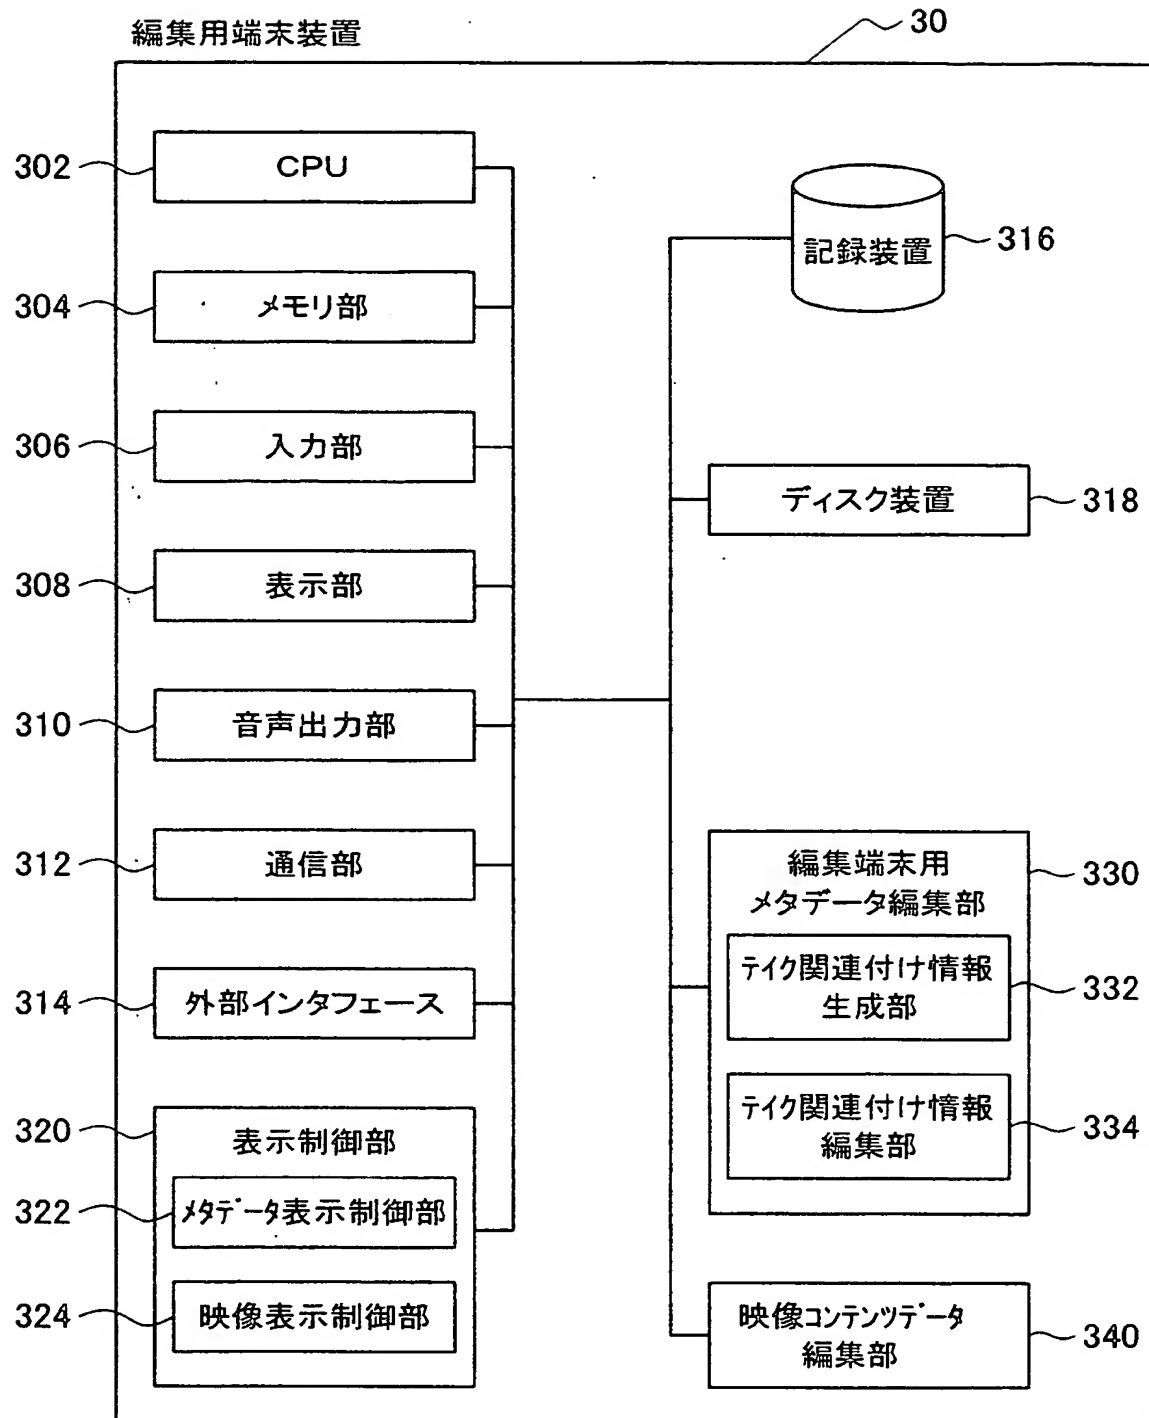 編集用端末装置
30
302
CPU
304
メモリ部
306
入力部
308
表示部
310
音声出力部
312
通信部
314
外部インタフェース
320
表示制御部
322
メタデータ表示制御部
324
映像表示制御部
記録装置
316
ディスク装置
318
編集端末用
メタデータ編集部
330
テイク関連付け情報
生成部
332
テイク関連付け情報
編集部
334
映像コンテンツデータ
編集部
340